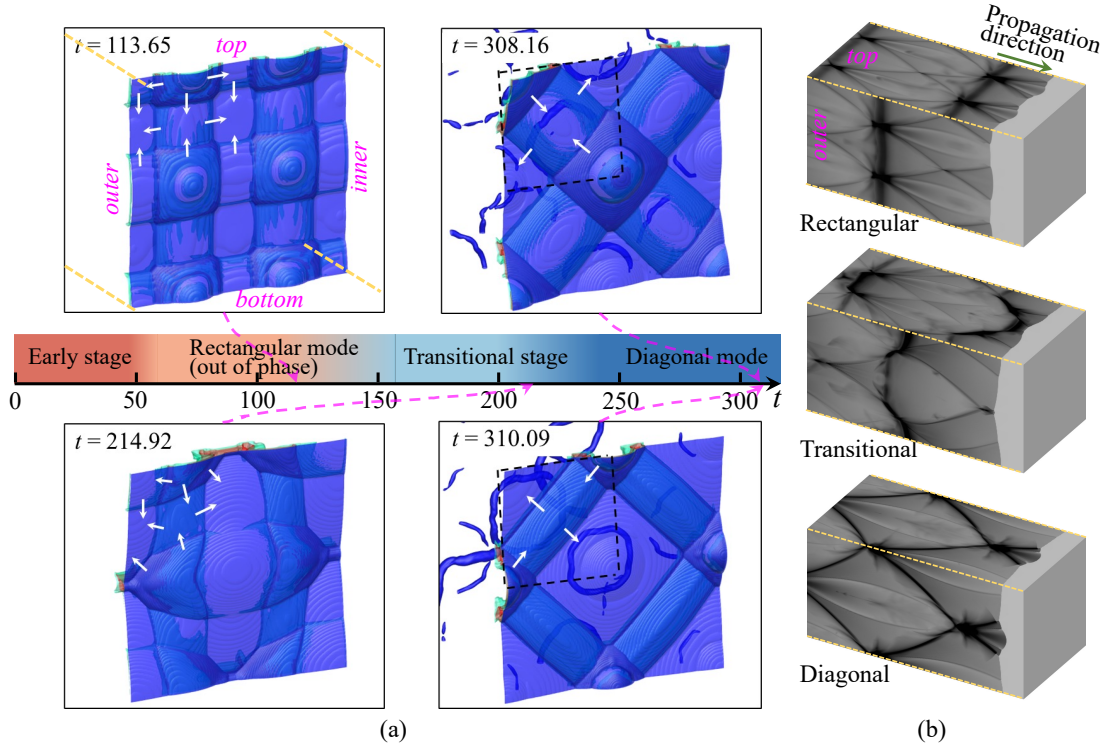 t = 113.65
top
outer
inner
bottom
t = 308.16
Early stage
Rectangular mode
(out of phase)
Transitional stage
Diagonal mode
0
50
100
150
200
250
300
t
t = 214.92
t = 310.09
(a)
Propagation
direction
top
outer
Rectangular
Transitional
Diagonal
(b)